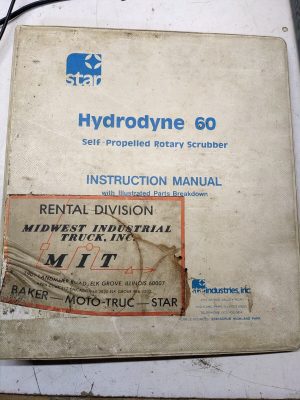 star
Hydrodyne 60
Self-Propelled Rotary Scrubber
INSTRUCTION MANUAL
with Illustrated Parts Breakdown
RENTAL DIVISION
MIDWEST INDUSTRIAL
TRUCK, INC.
M I T
ROAD, ELK GROVE, ILLINOIS 60007
BAKER — MOTO-TRUC — STAR
industries, inc.